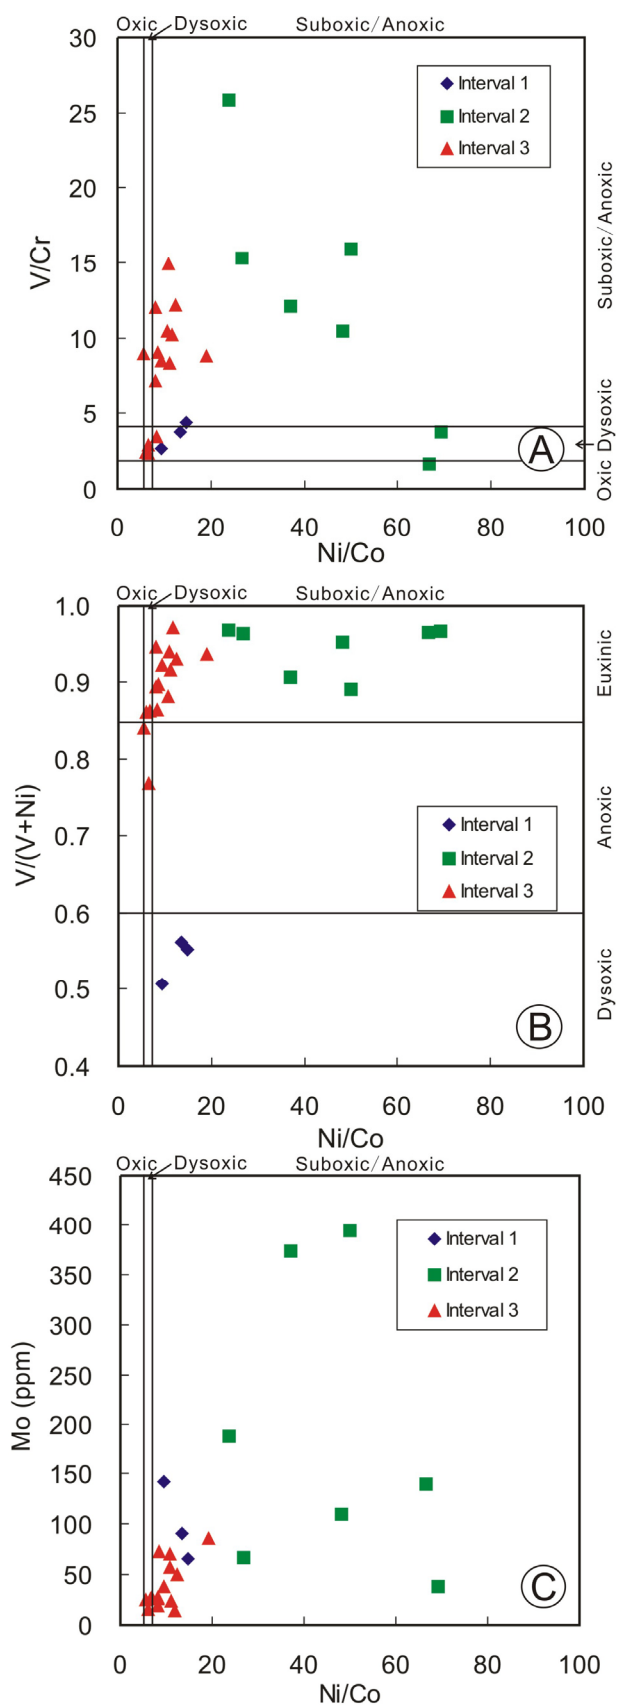 Oxic Dysoxic Suboxic/Anoxic
30
25
20
15
10
5
0
V/Cr
Interval 1
Interval 2
Interval 3
Suboxic/Anoxic
Dysoxic
Oxic
A
0 20 40 60 80 100
Ni/Co
Oxic Dysoxic Suboxic/Anoxic
1.0
0.9
0.8
0.7
0.6
0.5
0.4
V/(V+Ni)
Interval 1
Interval 2
Interval 3
Euxinic
Anoxic
Dysoxic
B
0 20 40 60 80 100
Ni/Co
Oxic Dysoxic Suboxic/Anoxic
450
400
350
300
250
200
150
100
50
0
Mo (ppm)
Interval 1
Interval 2
Interval 3
C
0 20 40 60 80 100
Ni/Co